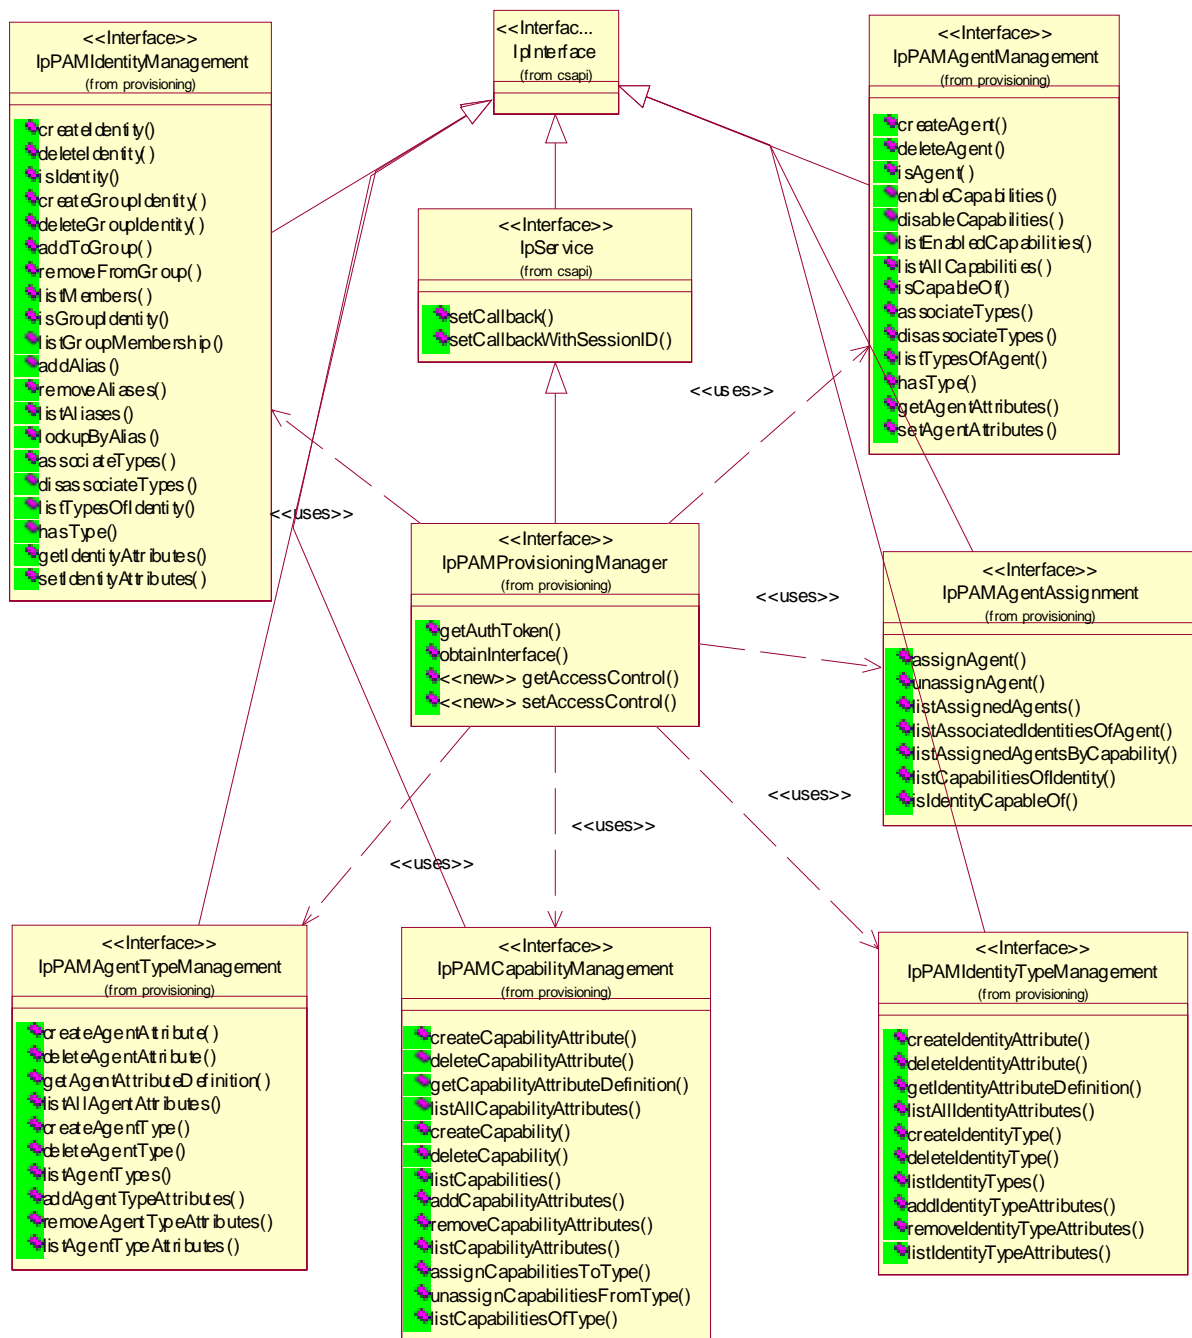 <<Interface>>
IpPAMIdentityManagement
(from provisioning)
createIdentity()
deleteIdentity()
isIdentity()
createGroupIdentity()
deleteGroupIdentity()
addToGroup()
removeFromGroup()
listMembers()
isGroupIdentity()
listGroupMembership()
addAlias()
removeAliases()
listAliases()
lookupByAlias()
associateTypes()
disassociateTypes()
listTypesOfIdentity()
hasType()
getIdentityAttributes()
setIdentityAttributes()
<<Interfac...
IpInterface
(from csapi)
<<Interface>>
IpPAMAgentManagement
(from provisioning)
createAgent()
deleteAgent()
isAgent()
enableCapabilities()
disableCapabilities()
listEnabledCapabilities()
listAllCapabilities()
isCapableOf()
associateTypes()
disassociateTypes()
listTypesOfAgent()
hasType()
getAgentAttributes()
setAgentAttributes()
<<Interface>>
IpService
(from csapi)
setCallback()
setCallbackWithSessionID()
<<uses>>
<<uses>>
<<Interface>>
IpPAMProvisioningManager
(from provisioning)
getAuthToken()
obtainInterface()
<<new>> getAccessControl()
<<new>> setAccessControl()
<<uses>>
<<Interface>>
IpPAMAgentAssignment
(from provisioning)
assignAgent()
unassignAgent()
listAssignedAgents()
listAssociatedIdentitiesOfAgent()
listAssignedAgentsByCapability()
listCapabilitiesOfIdentity()
isIdentityCapableOf()
<<uses>>
<<uses>>
<<uses>>
<<Interface>>
IpPAMAgentTypeManagement
(from provisioning)
createAgentAttribute()
deleteAgentAttribute()
getAgentAttributeDefinition()
listAllAgentAttributes()
createAgentType()
deleteAgentType()
listAgentTypes()
addAgentTypeAttributes()
removeAgentTypeAttributes()
listAgentTypeAttributes()
<<Interface>>
IpPAMCapabilityManagement
(from provisioning)
createCapabilityAttribute()
deleteCapabilityAttribute()
getCapabilityAttributeDefinition()
listAllCapabilityAttributes()
createCapability()
deleteCapability()
listCapabilities()
addCapabilityAttributes()
removeCapabilityAttributes()
listCapabilityAttributes()
assignCapabilitiesToType()
unassignCapabilitiesFromType()
listCapabilitiesOfType()
<<Interface>>
IpPAMIdentityTypeManagement
(from provisioning)
createIdentityAttribute()
deleteIdentityAttribute()
getIdentityAttributeDefinition()
listAllIdentityAttributes()
createIdentityType()
deleteIdentityType()
listIdentityTypes()
addIdentityTypeAttributes()
removeIdentityTypeAttributes()
listIdentityTypeAttributes()